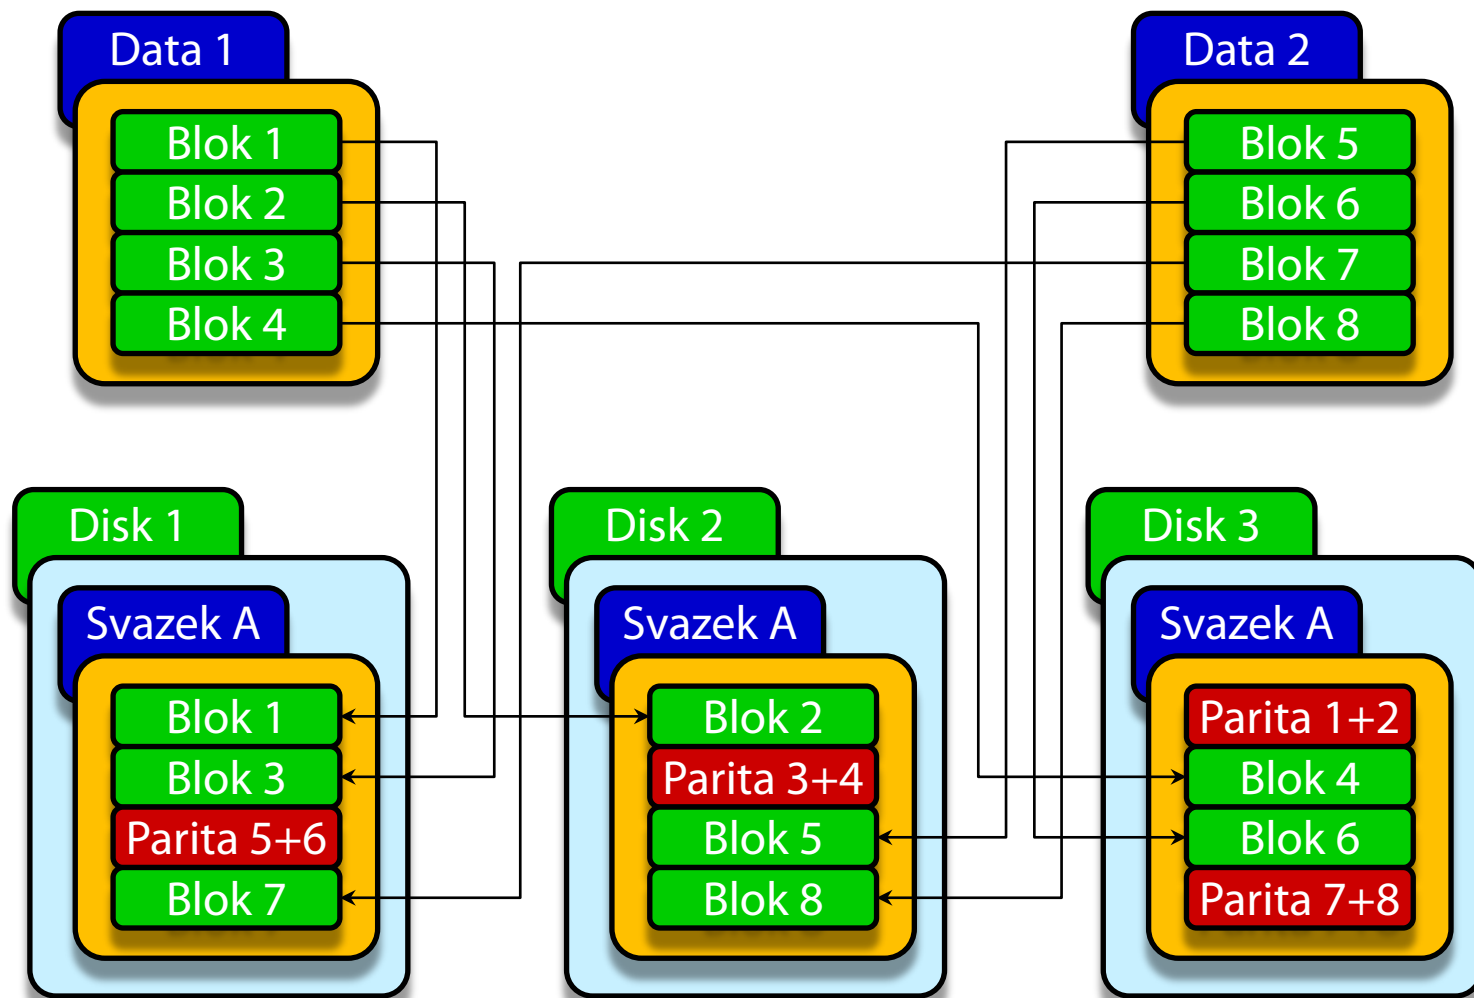 Data 1
Blok 1
Blok 2
Blok 3
Blok 4
Data 2
Blok 5
Blok 6
Blok 7
Blok 8
Disk 1
Svazek A
Blok 1
Blok 3
Parita 5+6
Blok 7
Disk 2
Svazek A
Blok 2
Parita 3+4
Blok 5
Blok 8
Disk 3
Svazek A
Parita 1+2
Blok 4
Blok 6
Parita 7+8